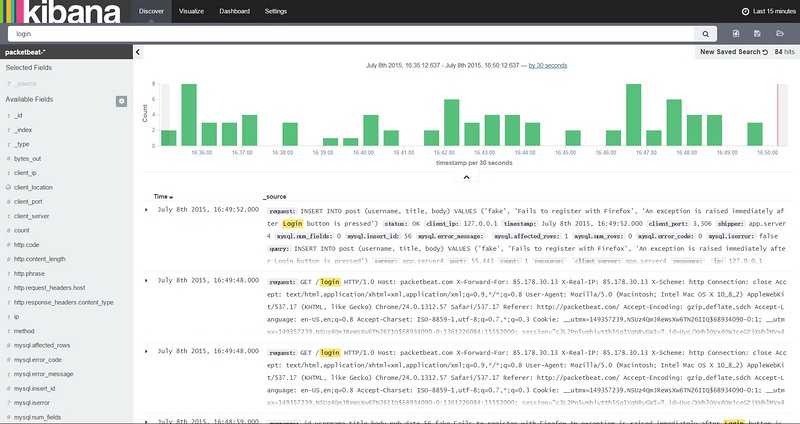 kibana Discover Visualize Dashboard Settings Last 15 minutes
login
packetbeat-* New Saved Search 84 hits
Selected Fields
? _source
Available Fields
t _id
t _index
t _type
# bytes_out
t client_ip
client_location
# client_port
t client_server
# count
# http.code
# http.content_length
t http.phrase
t http.request_headers.host
t http.response_headers.content_type
t ip
t method
# mysql.affected_rows
# mysql.error_code
t mysql.error_message
# mysql.insert_id
mysql.iserror
# mysql.num_fields
July 8th 2015, 16:35:12.637 - July 8th 2015, 16:50:12.637 — by 30 seconds
Count
8
6
4
2
0
16:36:00 16:37:00 16:38:00 16:39:00 16:40:00 16:41:00 16:42:00 16:43:00 16:44:00 16:45:00 16:46:00 16:47:00 16:48:00 16:49:00 16:50:00
timestamp per 30 seconds
Time _source
July 8th 2015, 16:49:52.000 request: INSERT INTO post (username, title, body) VALUES ('fake', 'Fails to register with Firefox', 'An exception is raised immediately af
ter Login button is pressed') status: OK client_ip: 127.0.0.1 timestamp: July 8th 2015, 16:49:52.000 client_port: 3,306 shipper: app.server
4 mysql.num_fields: 0 mysql.insert_id: 56 mysql.error_message: mysql.affected_rows: 1 mysql.num_rows: 0 mysql.error_code: 0 mysql.iserror: false
query: INSERT INTO post (username, title, body) VALUES ('fake', 'Fails to register with Firefox', 'An exception is raised immediately afte
r Login button is pressed') server: app.server4 port: 55,443 count: 1 response: client_server: app.server4 ip: 127.0.0.1
July 8th 2015, 16:49:48.000 request: GET /login HTTP/1.0 Host: packetbeat.com X-Forward-For: 85.178.30.13 X-Real-IP: 85.178.30.13 X-Scheme: http Connection: close Acc
ept: text/html,application/xhtml+xml,application/xml;q=0.9,*/*;q=0.8 User-Agent: Mozilla/5.0 (Macintosh; Intel Mac OS X 10_8_2) AppleWebKi
t/537.17 (KHTML, like Gecko) Chrome/24.0.1312.57 Safari/537.17 Referer: http://packetbeat.com/ Accept-Encoding: gzip,deflate,sdch Accept-L
anguage: en-US,en;q=0.8 Accept-Charset: ISO-8859-1,utf-8;q=0.7,*;q=0.3 Cookie:
July 8th 2015, 16:49:48.000 request: GET /login HTTP/1.0 Host: packetbeat.com X-Forward-For: 85.178.30.13 X-Real-IP: 85.178.30.13 X-Scheme: http Connection: close Acc
ept: text/html,application/xhtml+xml,application/xml;q=0.9,*/*;q=0.8 User-Agent: Mozilla/5.0 (Macintosh; Intel Mac OS X 10_8_2) AppleWebKi
t/537.17 (KHTML, like Gecko) Chrome/24.0.1312.57 Safari/537.17 Referer: http://packetbeat.com/ Accept-Encoding: gzip,deflate,sdch Accept-L
anguage: en-US,en;q=0.8 Accept-Charset: ISO-8859-1,utf-8;q=0.7,*;q=0.3 Cookie:
July 8th 2015, 16:48:59.000